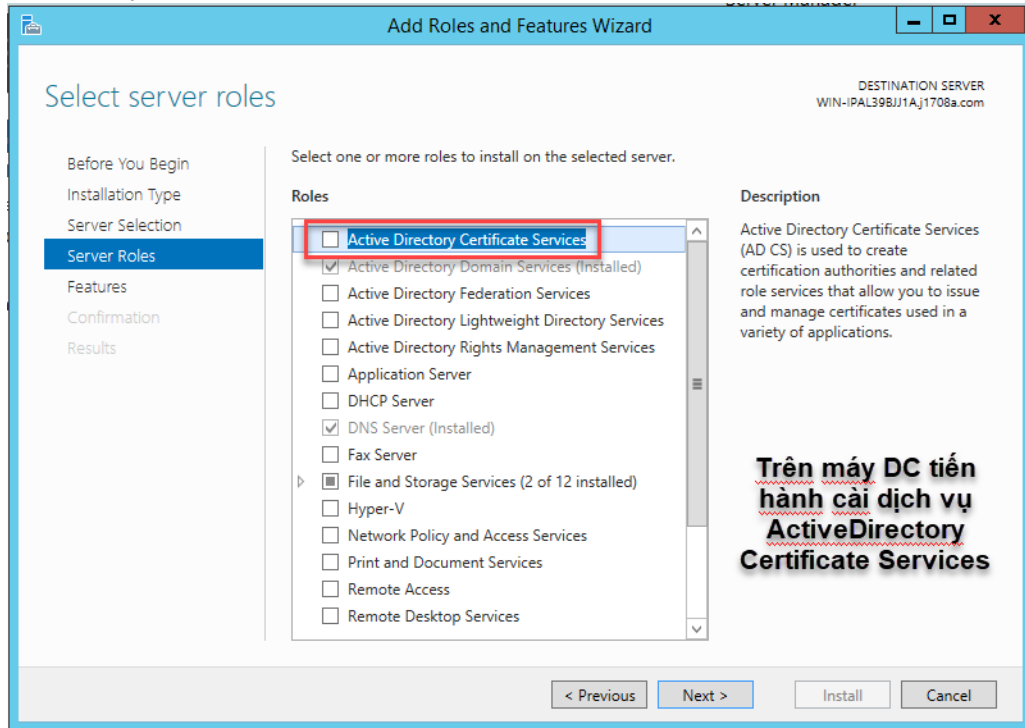 Add Roles and Features Wizard
Select server roles
DESTINATION SERVER
WIN-IPAL39BJJ1A.j1708a.com
Before You Begin
Installation Type
Server Selection
Server Roles
Features
Confirmation
Results
Select one or more roles to install on the selected server.
Roles
Active Directory Certificate Services
Active Directory Domain Services (Installed)
Active Directory Federation Services
Active Directory Lightweight Directory Services
Active Directory Rights Management Services
Application Server
DHCP Server
DNS Server (Installed)
Fax Server
File and Storage Services (2 of 12 installed)
Hyper-V
Network Policy and Access Services
Print and Document Services
Remote Access
Remote Desktop Services
Description
Active Directory Certificate Services
(AD CS) is used to create
certification authorities and related
role services that allow you to issue
and manage certificates used in a
variety of applications.
Trên máy DC tiến
hành cài dịch vụ
ActiveDirectory
Certificate Services
< Previous
Next >
Install
Cancel